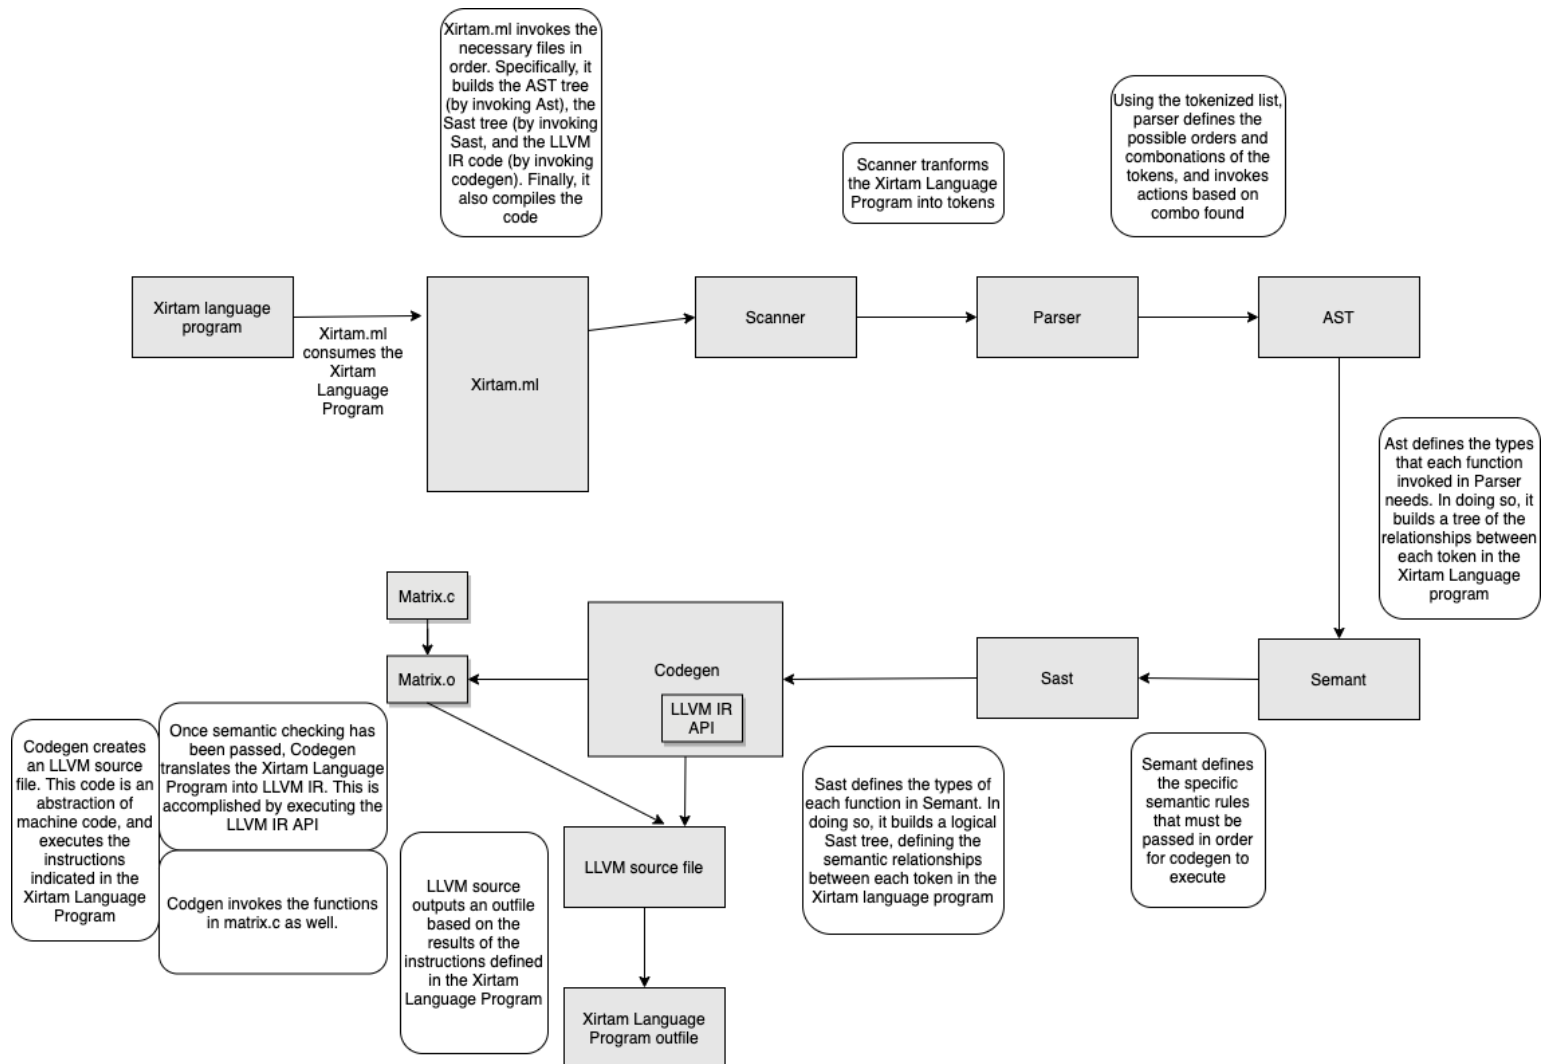 Xirtam.ml invokes the
necessary files in
order. Specifically, it
builds the AST tree
(by invoking Ast), the
Sast tree (by invoking
Sast, and the LLVM
IR code (by invoking
codegen). Finally, it
also compiles the
code
Scanner tranforms
the Xirtam Language
Program into tokens
Using the tokenized list,
parser defines the
possible orders and
combonations of the
tokens, and invokes
actions based on
combo found
Xirtam language
program
Xirtam.ml
consumes the
Xirtam
Language
Program
Xirtam.ml
Scanner
Parser
AST
Ast defines the types
that each function
invoked in Parser
needs. In doing so, it
builds a tree of the
relationships between
each token in the
Xirtam Language
program
Matrix.c
Matrix.o
Codegen
LLVM IR
API
Sast
Semant
Codegen creates
an LLVM source
file. This code is an
abstraction of
machine code, and
executes the
instructions
indicated in the
Xirtam Language
Program
Once semantic checking has
been passed, Codegen
translates the Xirtam Language
Program into LLVM IR. This is
accomplished by executing the
LLVM IR API
Codgen invokes the functions
in matrix.c as well.
LLVM source
outputs an outfile
based on the
results of the
instructions defined
in the Xirtam
Language Program
LLVM source file
Sast defines the types of
each function in Semant. In
doing so, it builds a logical
Sast tree, defining the
semantic relationships
between each token in the
Xirtam language program
Semant defines
the specific
semantic rules
that must be
passed in order
for codegen to
execute
Xirtam Language
Program outfile